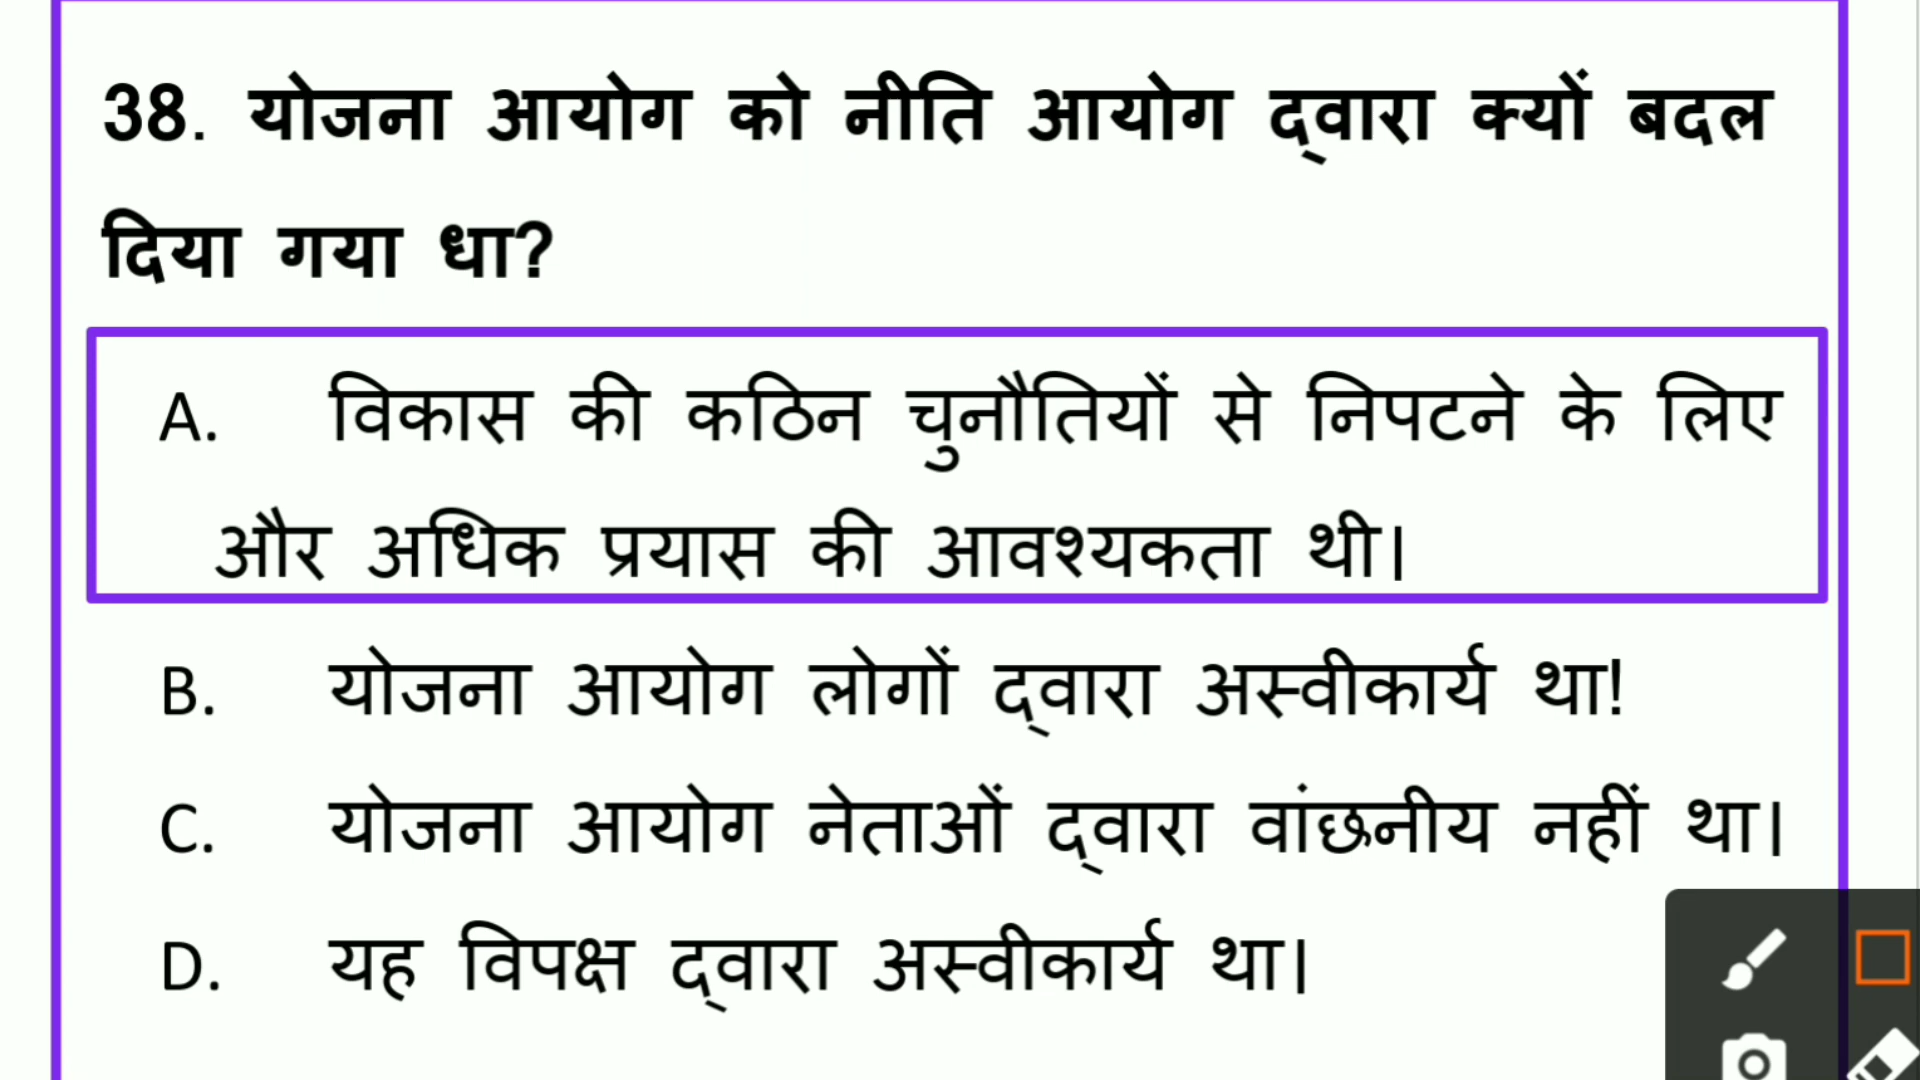 38. योजना आयोग को नीति आयोग द्वारा क्यों बदल
दिया गया धा?
A. विकास की कठिन चुनौतियों से निपटने के लिए
और अधिक प्रयास की आवश्यकता थी।
B. योजना आयोग लोगों द्वारा अस्वीकार्य था!
C. योजना आयोग नेताओं द्वारा वांछनीय नहीं था।
D. यह विपक्ष द्वारा अस्वीकार्य था।